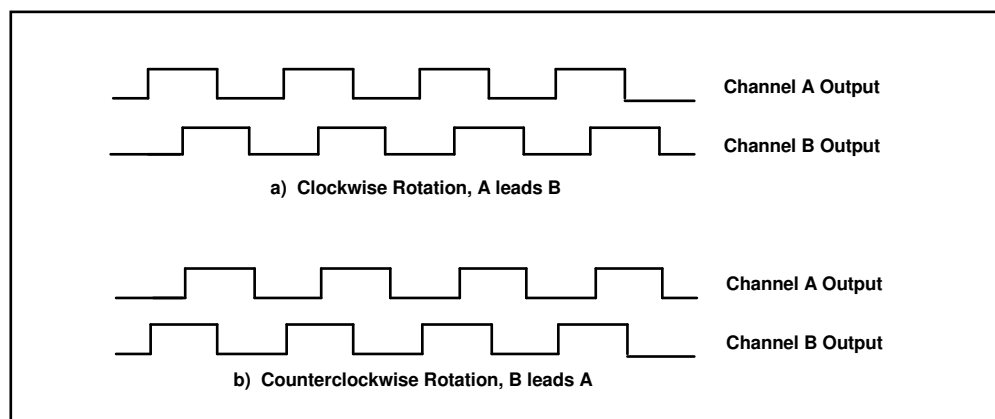 Channel A Output
Channel B Output
a) Clockwise Rotation, A leads B
Channel A Output
Channel B Output
b) Counterclockwise Rotation, B leads A